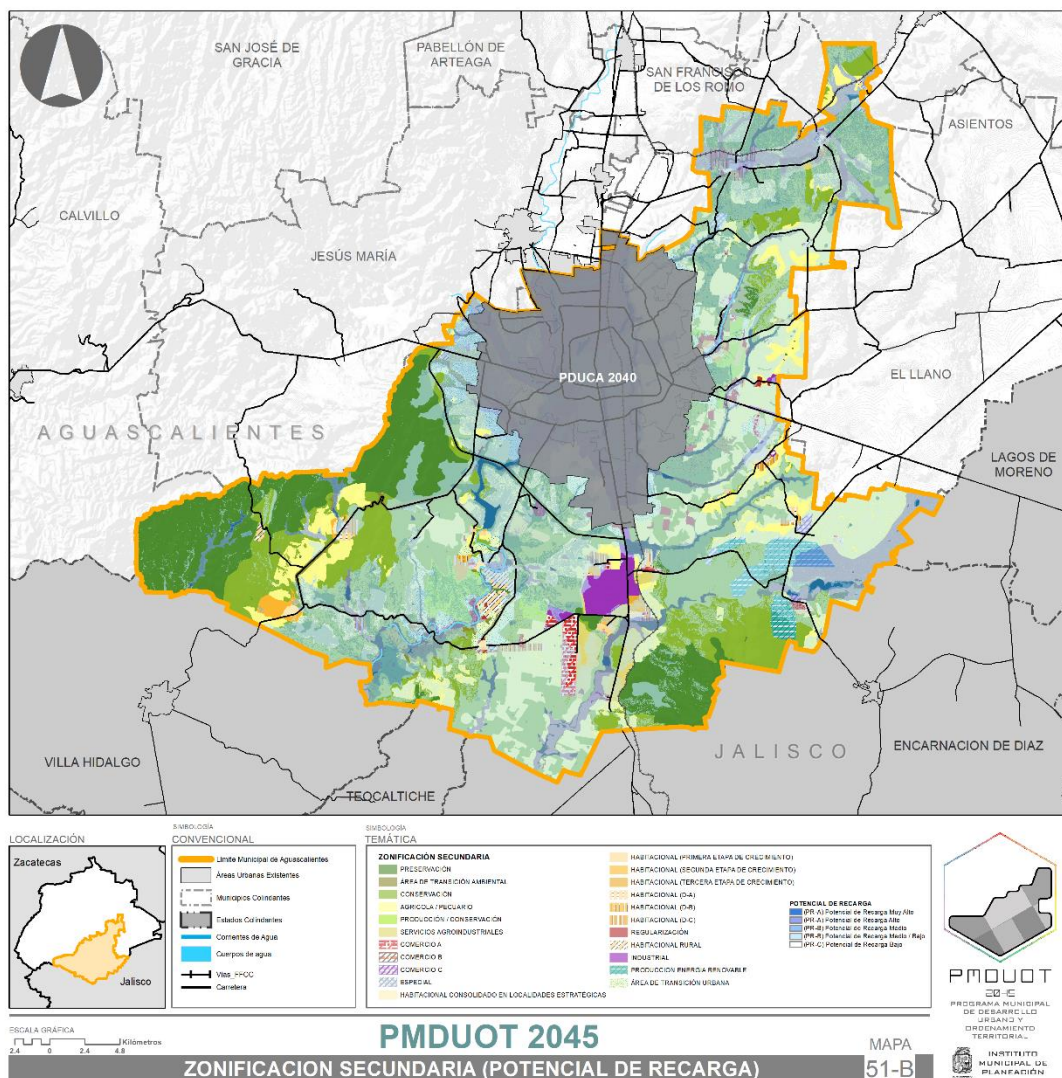 SAN JOSÉ DE
GRACIA
PABELLÓN DE
ARTEAGA
SAN FRANCISCO
DE LOS ROMO
ASIENTOS
CALVILLO
JESÚS MARÍA
PDUCA 2040
EL LLANO
AGUASCALIENTES
LAGOS DE
MORENO
JALISCO
ENCARNACION DE DIAZ
VILLA HIDALGO
TEOCALTICHE
LOCALIZACIÓN
Zacatecas
Jalisco
SIMBOLOGÍA
CONVENCIONAL
Límite Municipal de Aguascalientes
Áreas Urbanas Existentes
Municipios Colindantes
Estados Colindantes
Corrientes de Agua
Cuerpos de agua
Vías_FFCC
Carretera
SIMBOLOGÍA
TEMÁTICA
ZONIFICACIÓN SECUNDARIA
PRESERVACIÓN
ÁREA DE TRANSICIÓN AMBIENTAL
CONSERVACIÓN
AGRÍCOLA / PECUARIO
PRODUCCIÓN / CONSERVACIÓN
SERVICIOS AGROINDUSTRIALES
COMERCIO A
COMERCIO B
COMERCIO C
ESPECIAL
HABITACIONAL CONSOLIDADO EN LOCALIDADES ESTRATÉGICAS
HABITACIONAL (PRIMERA ETAPA DE CRECIMIENTO)
HABITACIONAL (SEGUNDA ETAPA DE CRECIMIENTO)
HABITACIONAL (TERCERA ETAPA DE CRECIMIENTO)
HABITACIONAL (D-A)
HABITACIONAL (D-B)
HABITACIONAL (D-C)
REGULARIZACIÓN
HABITACIONAL RURAL
INDUSTRIAL
PRODUCCION ENERGIA RENOVABLE
ÁREA DE TRANSICIÓN URBANA
POTENCIAL DE RECARGA
(PR-A) Potencial de Recarga Muy Alto
(PR-A) Potencial de Recarga Alto
(PR-B) Potencial de Recarga Media
(PR-B) Potencial de Recarga Media / Bajo
(PR-C) Potencial de Recarga Bajo
PMDUOT
PROGRAMA MUNICIPAL
DE DESARROLLO
URBANO Y
ORDENAMIENTO
TERRITORIAL
ESCALA GRÁFICA
2.4 0 2.4 4.8 Kilómetros
PMDUOT 2045
ZONIFICACIÓN SECUNDARIA (POTENCIAL DE RECARGA)
MAPA
51-B
INSTITUTO
MUNICIPAL DE
PLANEACIÓN